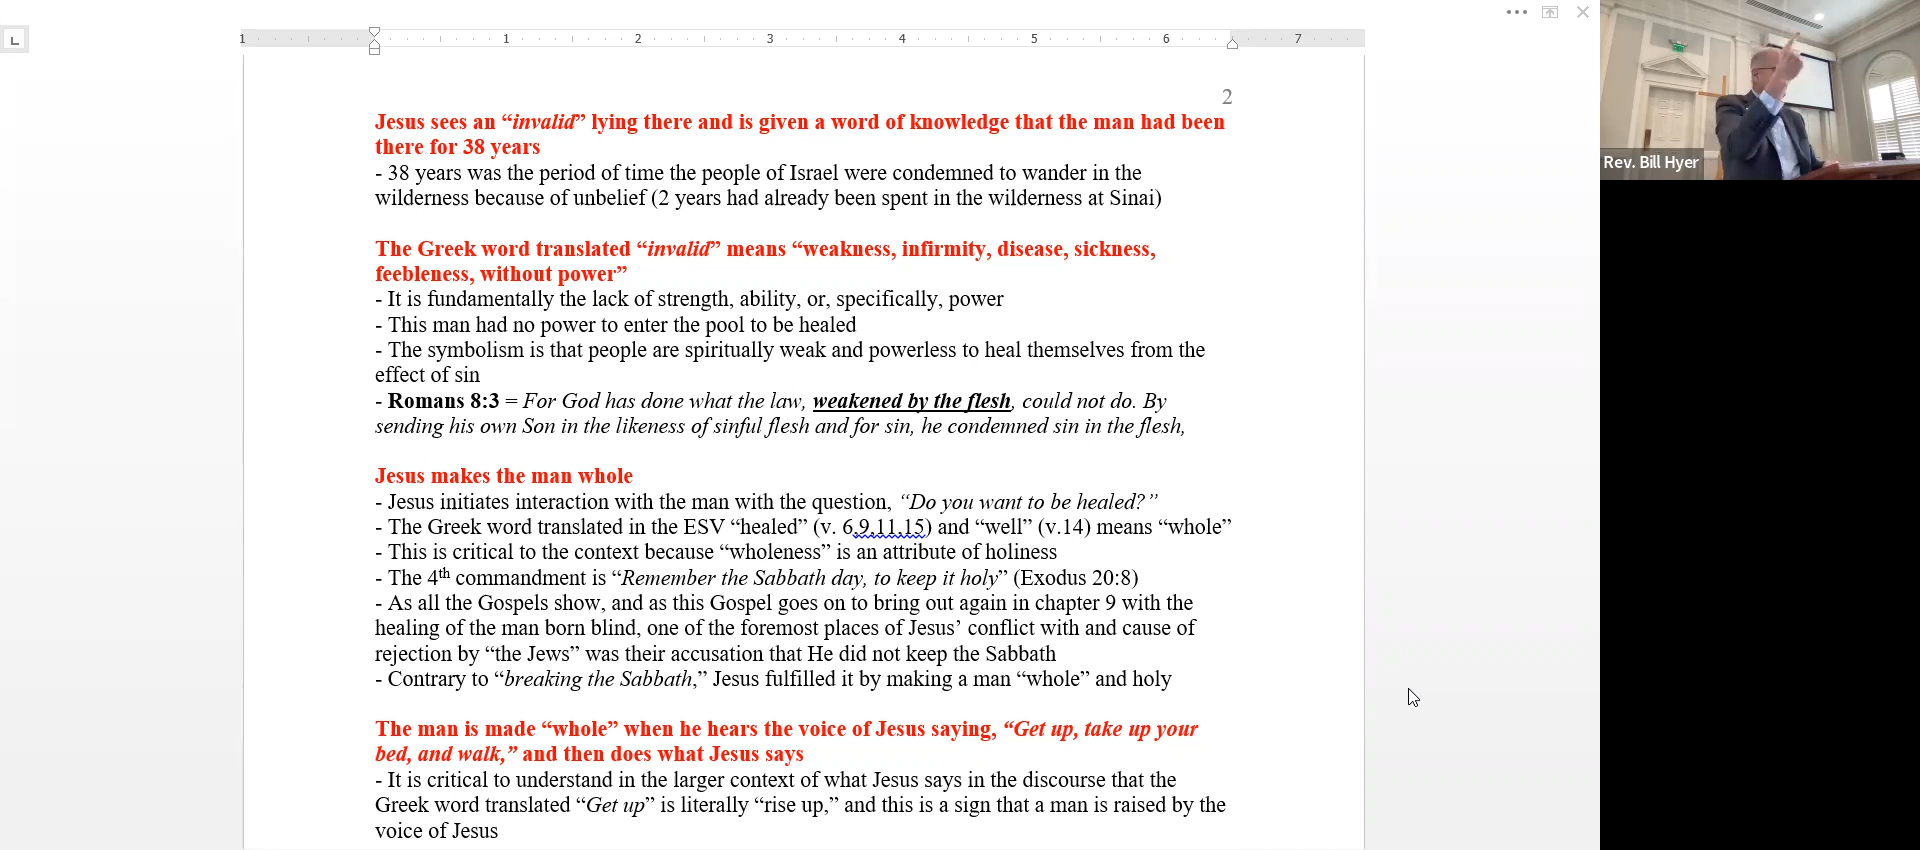 1 1 2 3 4 5 6 7
2
Jesus sees an “invalid” lying there and is given a word of knowledge that the man had been
there for 38 years
- 38 years was the period of time the people of Israel were condemned to wander in the
wilderness because of unbelief (2 years had already been spent in the wilderness at Sinai)
The Greek word translated “invalid” means “weakness, infirmity, disease, sickness,
feebleness, without power”
- It is fundamentally the lack of strength, ability, or, specifically, power
- This man had no power to enter the pool to be healed
- The symbolism is that people are spiritually weak and powerless to heal themselves from the
effect of sin
- Romans 8:3 = For God has done what the law, weakened by the flesh, could not do. By
sending his own Son in the likeness of sinful flesh and for sin, he condemned sin in the flesh,
Jesus makes the man whole
- Jesus initiates interaction with the man with the question, “Do you want to be healed?”
- The Greek word translated in the ESV “healed” (v. 6,9,11,15) and “well” (v.14) means “whole”
- This is critical to the context because “wholeness” is an attribute of holiness
- The 4th commandment is “Remember the Sabbath day, to keep it holy” (Exodus 20:8)
- As all the Gospels show, and as this Gospel goes on to bring out again in chapter 9 with the
healing of the man born blind, one of the foremost places of Jesus’ conflict with and cause of
rejection by “the Jews” was their accusation that He did not keep the Sabbath
- Contrary to “breaking the Sabbath,” Jesus fulfilled it by making a man “whole” and holy
The man is made “whole” when he hears the voice of Jesus saying, “Get up, take up your
bed, and walk,” and then does what Jesus says
- It is critical to understand in the larger context of what Jesus says in the discourse that the
Greek word translated “Get up” is literally “rise up,” and this is a sign that a man is raised by the
voice of Jesus
Rev. Bill Hyer